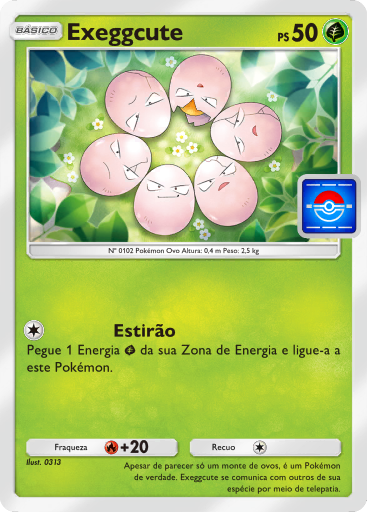 BÁSICO Exeggcute PS 50
Nº 0102 Pokémon Ovo Altura: 0,4 m Peso: 2,5 kg
Estirão
Pegue 1 Energia da sua Zona de Energia e ligue-a a
este Pokémon.
Fraqueza +20 Recuo
Ilust. 0313
Apesar de parecer só um monte de ovos, é um Pokémon
de verdade. Exeggcute se comunica com outros de sua
espécie por meio de telepatia.